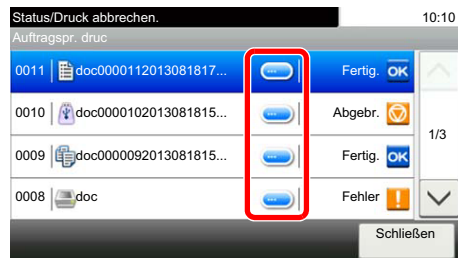 Status/Druck abbrechen. 10:10
Auftragspr. druc
0011 doc0000112013081817... ... Fertig. OK
0010 doc0000102013081815... ... Abgebr.
1/3
0009 doc0000092013081815... ... Fertig. OK
0008 doc ... Fehler !
Schließen